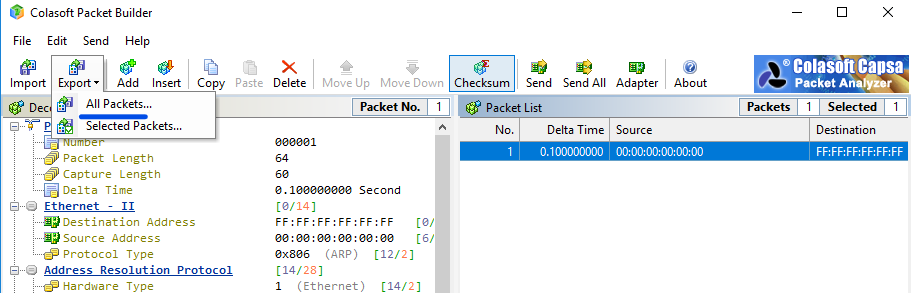 Colasoft Packet Builder
File Edit Send Help
Import Export Add Insert Copy Paste Delete Move Up Move Down Checksum Send Send All Adapter About
® Colasoft Capsa
Packet Analyzer
All Packets...
Selected Packets...
Deco
Packet No. 1
Number 000001
Packet Length 64
Capture Length 60
Delta Time 0.100000000 Second
Ethernet - II [0/14]
Destination Address FF:FF:FF:FF:FF:FF [0/
Source Address 00:00:00:00:00:00 [6/
Protocol Type 0x806 (ARP) [12/2]
Address Resolution Protocol [14/28]
Hardware Type 1 (Ethernet) [14/2]
Packet List Packets 1 Selected 1
No. Delta Time Source Destination
1 0.100000000 00:00:00:00:00:00 FF:FF:FF:FF:FF:FF